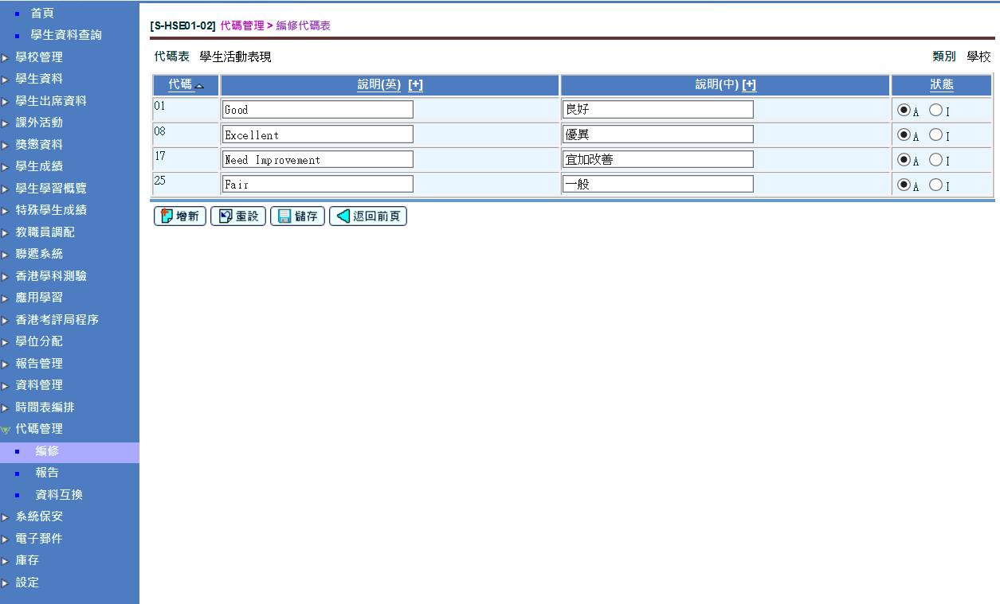 首頁
學生資料查詢
學校管理
學生資料
學生出席資料
課外活動
獎懲資料
學生成績
學生學習概覽
特殊學生成績
教職員調配
聯遞系統
香港學科測驗
應用學習
香港考評局程序
學位分配
報告管理
資料管理
時間表編排
代碼管理
編修
報告
資料互換
系統保安
電子郵件
庫存
設定
[S-HSE01-02] 代碼管理 > 編修代碼表
代碼表 學生活動表現 類別 學校
代碼 說明(英) [+] 說明(中) [+] 狀態
01 Good 良好 A I
08 Excellent 優異 A I
17 Need Improvement 宜加改善 A I
25 Fair 一般 A I
增新 重設 儲存 返回前頁